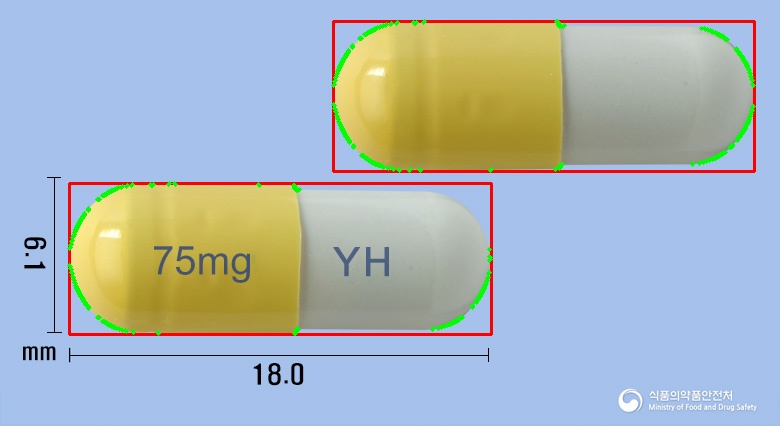 75mg YH
6.1
mm
18.0
식품의약품안전처
Ministry of Food and Drug Safety